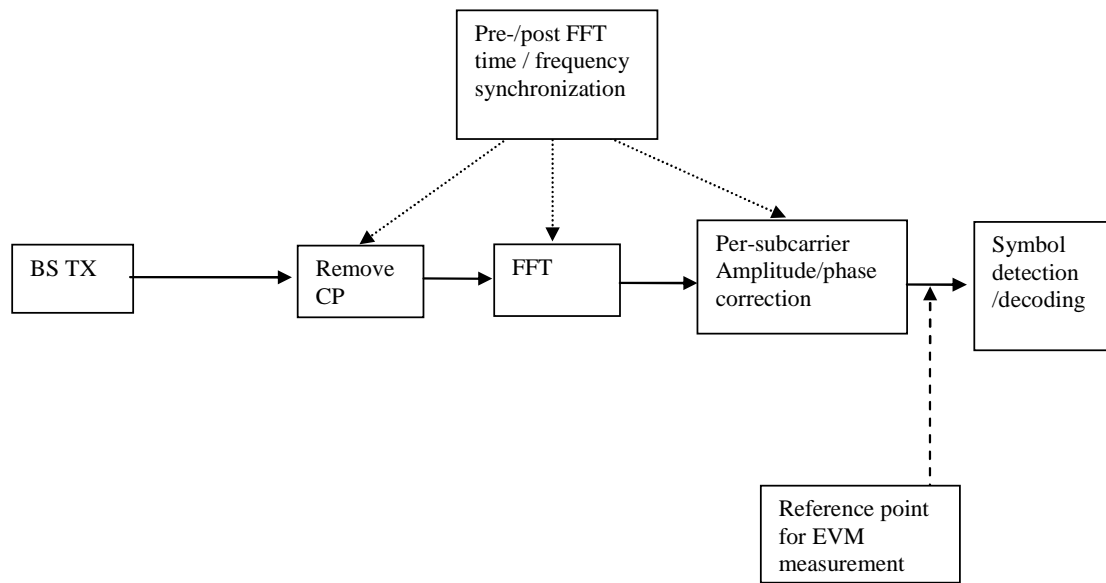 Pre-/post FFT
time / frequency
synchronization
BS TX
Remove
CP
FFT
Per-subcarrier
Amplitude/phase
correction
Symbol
detection
/decoding
Reference point
for EVM
measurement